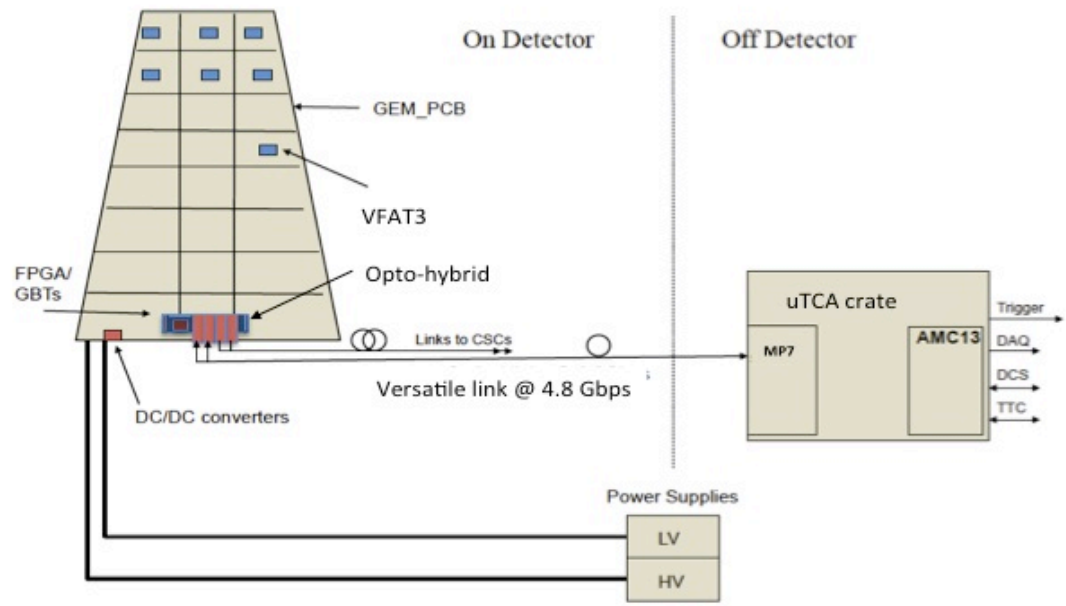 On Detector
Off Detector
GEM_PCB
VFAT3
FPGA/
GBTs
Opto-hybrid
uTCA crate
Trigger
Links to CSCs
MP7
AMC13
DAQ
Versatile link @ 4.8 Gbps
DCS
TTC
DC/DC converters
Power Supplies
LV
HV